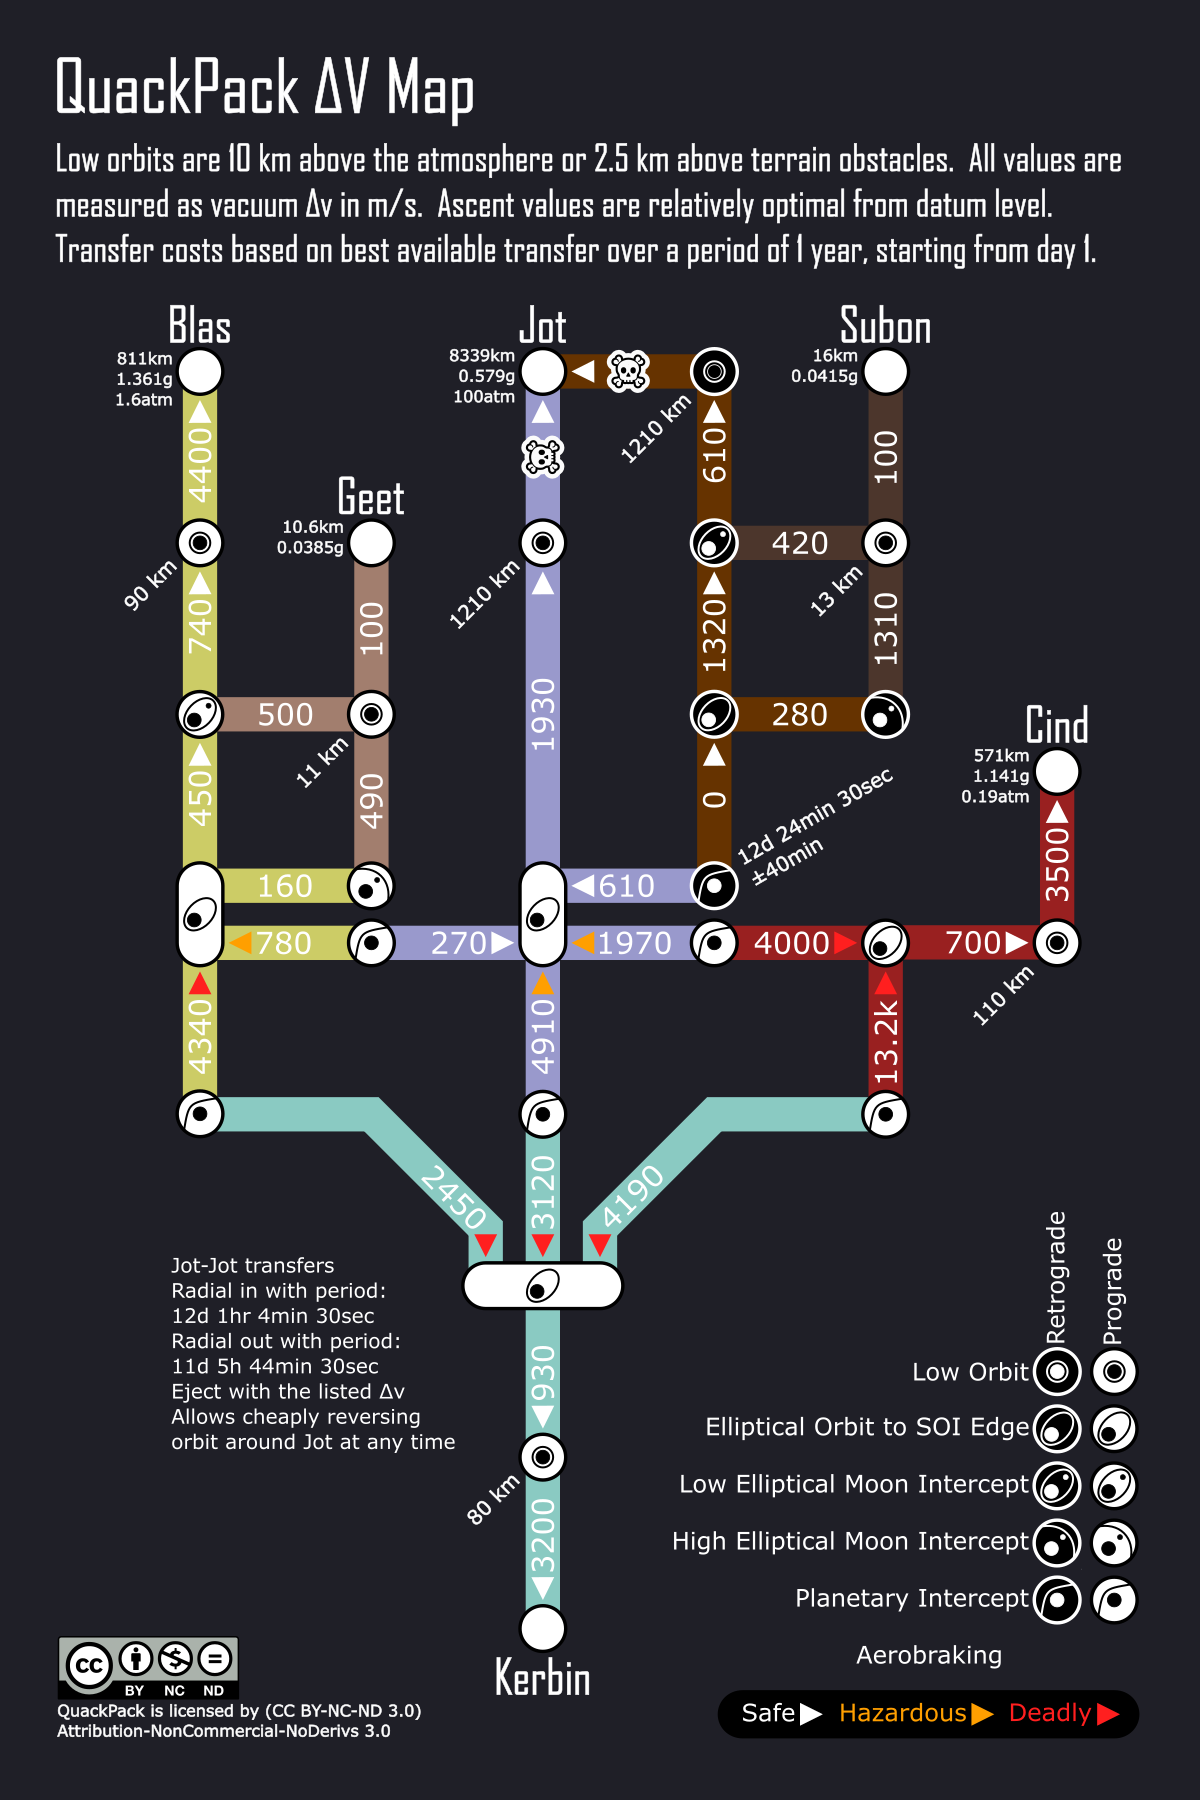 QuackPack ΔV Map
Low orbits are 10 km above the atmosphere or 2.5 km above terrain obstacles.  All values are
measured as vacuum Δv in m/s.  Ascent values are relatively optimal from datum level.
Transfer costs based on best available transfer over a period of 1 year, starting from day 1.
Blas
811km
1.361g
1.6atm
4400
90 km
740
450
Geet
10.6km
0.0385g
100
500
11 km
490
160
780
4340
Jot
8339km
0.579g
100atm
1210 km
1930
270
4910
1210 km
610
1320
0
610
1970
12d 24min 30sec
±40min
Subon
16km
0.0415g
100
420
13 km
1310
280
Cind
571km
1.141g
0.19atm
3500
4000
700
110 km
13.2k
2450
3120
4190
930
80 km
3200
Kerbin
Jot-Jot transfers
Radial in with period:
12d 1hr 4min 30sec
Radial out with period:
11d 5h 44min 30sec
Eject with the listed Δv
Allows cheaply reversing
orbit around Jot at any time
Retrograde
Prograde
Low Orbit
Elliptical Orbit to SOI Edge
Low Elliptical Moon Intercept
High Elliptical Moon Intercept
Planetary Intercept
Aerobraking
Safe Hazardous Deadly
cc
BY NC ND
QuackPack is licensed by (CC BY-NC-ND 3.0)
Attribution-NonCommercial-NoDerivs 3.0